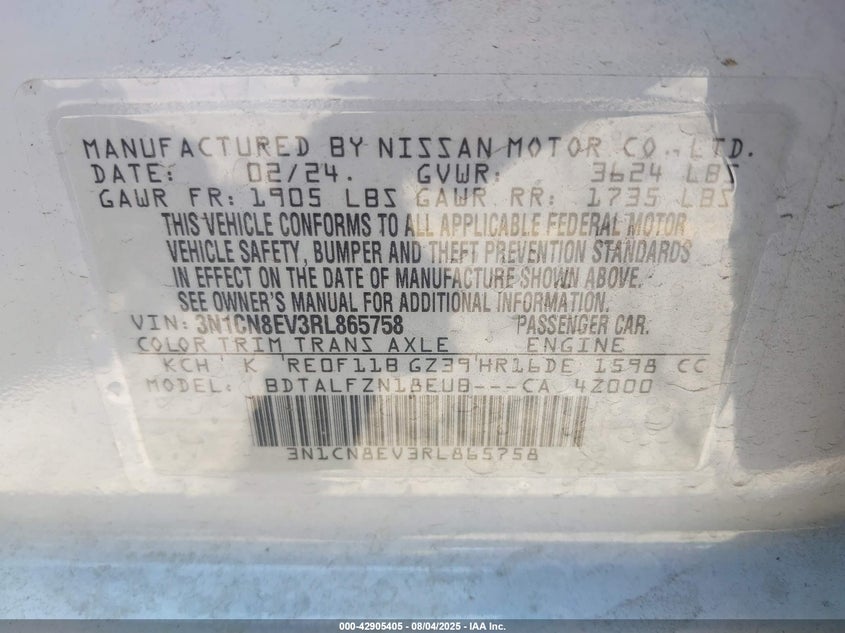 MANUFACTURED BY NISSAN MOTOR CO., LTD.
DATE: 02/24. GVWR: 3624 LBS
GAWR FR: 1905 LBS GAWR RR: 1735 LBS
THIS VEHICLE CONFORMS TO ALL APPLICABLE FEDERAL MOTOR
VEHICLE SAFETY, BUMPER AND THEFT PREVENTION STANDARDS
IN EFFECT ON THE DATE OF MANUFACTURE SHOWN ABOVE.
SEE OWNER'S MANUAL FOR ADDITIONAL INFORMATION.
VIN: 3N1CN8EV3RL865758 PASSENGER CAR.
COLOR TRIM TRANS AXLE ENGINE
KCH K RE0F11B GZ39 HR16DE 1598 CC
MODEL: BDTALFZN18EUB---CA 4Z000
3N1CN8EV3RL865758
000-42905405 - 08/04/2025 - IAA Inc.